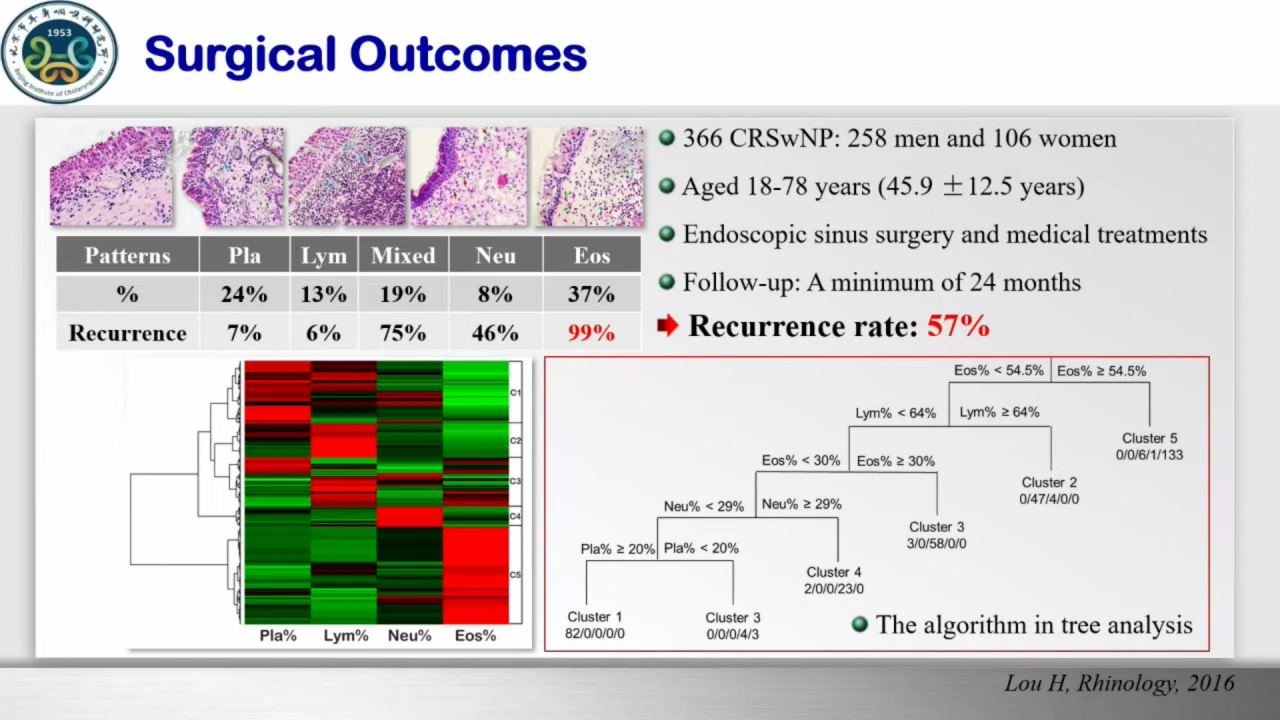 1953
Beijing Institute of Otolaryngology
Surgical Outcomes
Patterns Pla Lym Mixed Neu Eos
% 24% 13% 19% 8% 37%
Recurrence 7% 6% 75% 46% 99%
366 CRSwNP: 258 men and 106 women
Aged 18-78 years (45.9 ±12.5 years)
Endoscopic sinus surgery and medical treatments
Follow-up: A minimum of 24 months
Recurrence rate: 57%
C1
C2
C3
C4
C5
Pla% Lym% Neu% Eos%
Eos% < 54.5% Eos% ≥ 54.5%
Lym% < 64% Lym% ≥ 64%
Cluster 5
0/0/6/1/133
Eos% < 30% Eos% ≥ 30%
Cluster 2
0/47/4/0/0
Neu% < 29% Neu% ≥ 29%
Cluster 3
3/0/58/0/0
Pla% ≥ 20% Pla% < 20%
Cluster 4
2/0/0/23/0
Cluster 1
82/0/0/0/0
Cluster 3
0/0/0/4/3
The algorithm in tree analysis
Lou H, Rhinology, 2016